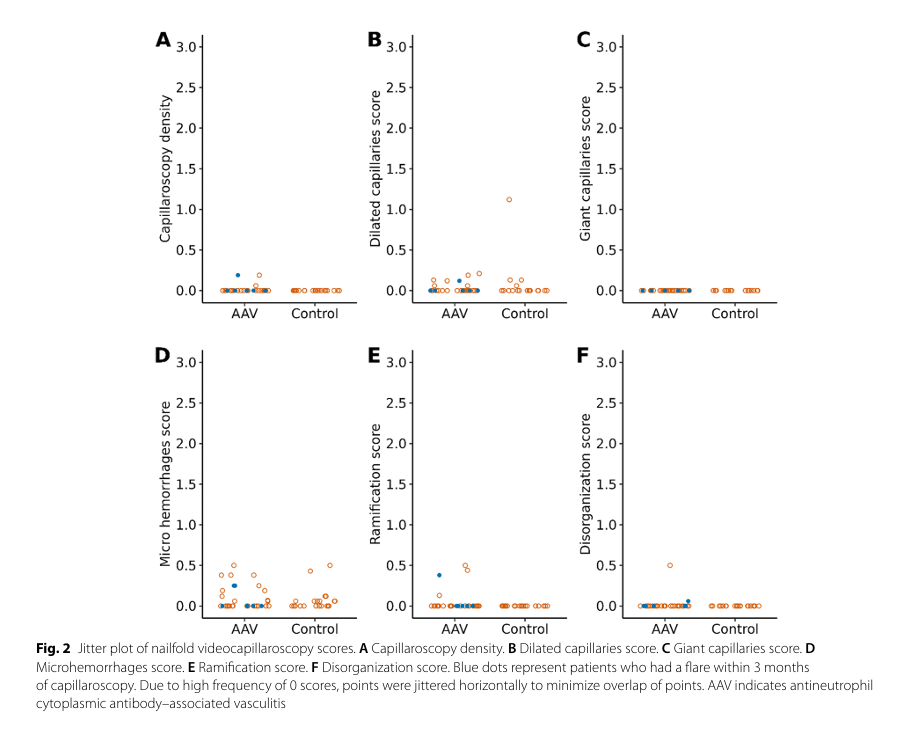 A
B
C
3.0
2.5
2.0
1.5
1.0
0.5
0.0
Capillaroscopy density
AAV
Control
3.0
2.5
2.0
1.5
1.0
0.5
0.0
Dilated capillaries score
AAV
Control
3.0
2.5
2.0
1.5
1.0
0.5
0.0
Giant capillaries score
AAV
Control
D
E
F
3.0
2.5
2.0
1.5
1.0
0.5
0.0
Micro hemorrhages score
AAV
Control
3.0
2.5
2.0
1.5
1.0
0.5
0.0
Ramification score
AAV
Control
3.0
2.5
2.0
1.5
1.0
0.5
0.0
Disorganization score
AAV
Control
Fig. 2 Jitter plot of nailfold videocapillaroscopy scores. A Capillaroscopy density. B Dilated capillaries score. C Giant capillaries score. D
Microhemorrhages score. E Ramification score. F Disorganization score. Blue dots represent patients who had a flare within 3 months
of capillaroscopy. Due to high frequency of 0 scores, points were jittered horizontally to minimize overlap of points. AAV indicates antineutrophil
cytoplasmic antibody–associated vasculitis